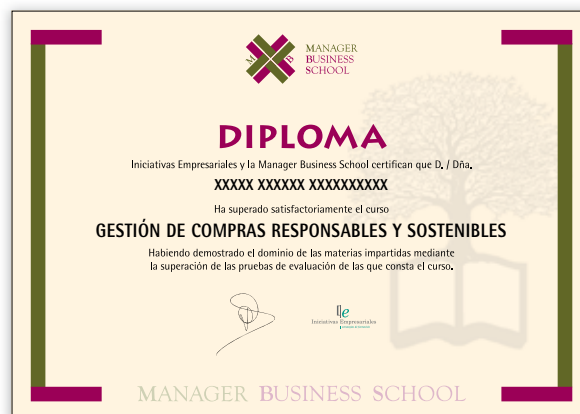 M B
MANAGER
BUSINESS
SCHOOL
DIPLOMA
Iniciativas Empresariales y la Manager Business School certifican que D. / Dña.
XXXXX XXXXXX XXXXXXXXXX
Ha superado satisfactoriamente el curso
GESTIÓN DE COMPRAS RESPONSABLES Y SOSTENIBLES
Habiendo demostrado el dominio de las materias impartidas mediante
la superación de las pruebas de evaluación de las que consta el curso.
Iniciativas Empresariales
MANAGER BUSINESS SCHOOL